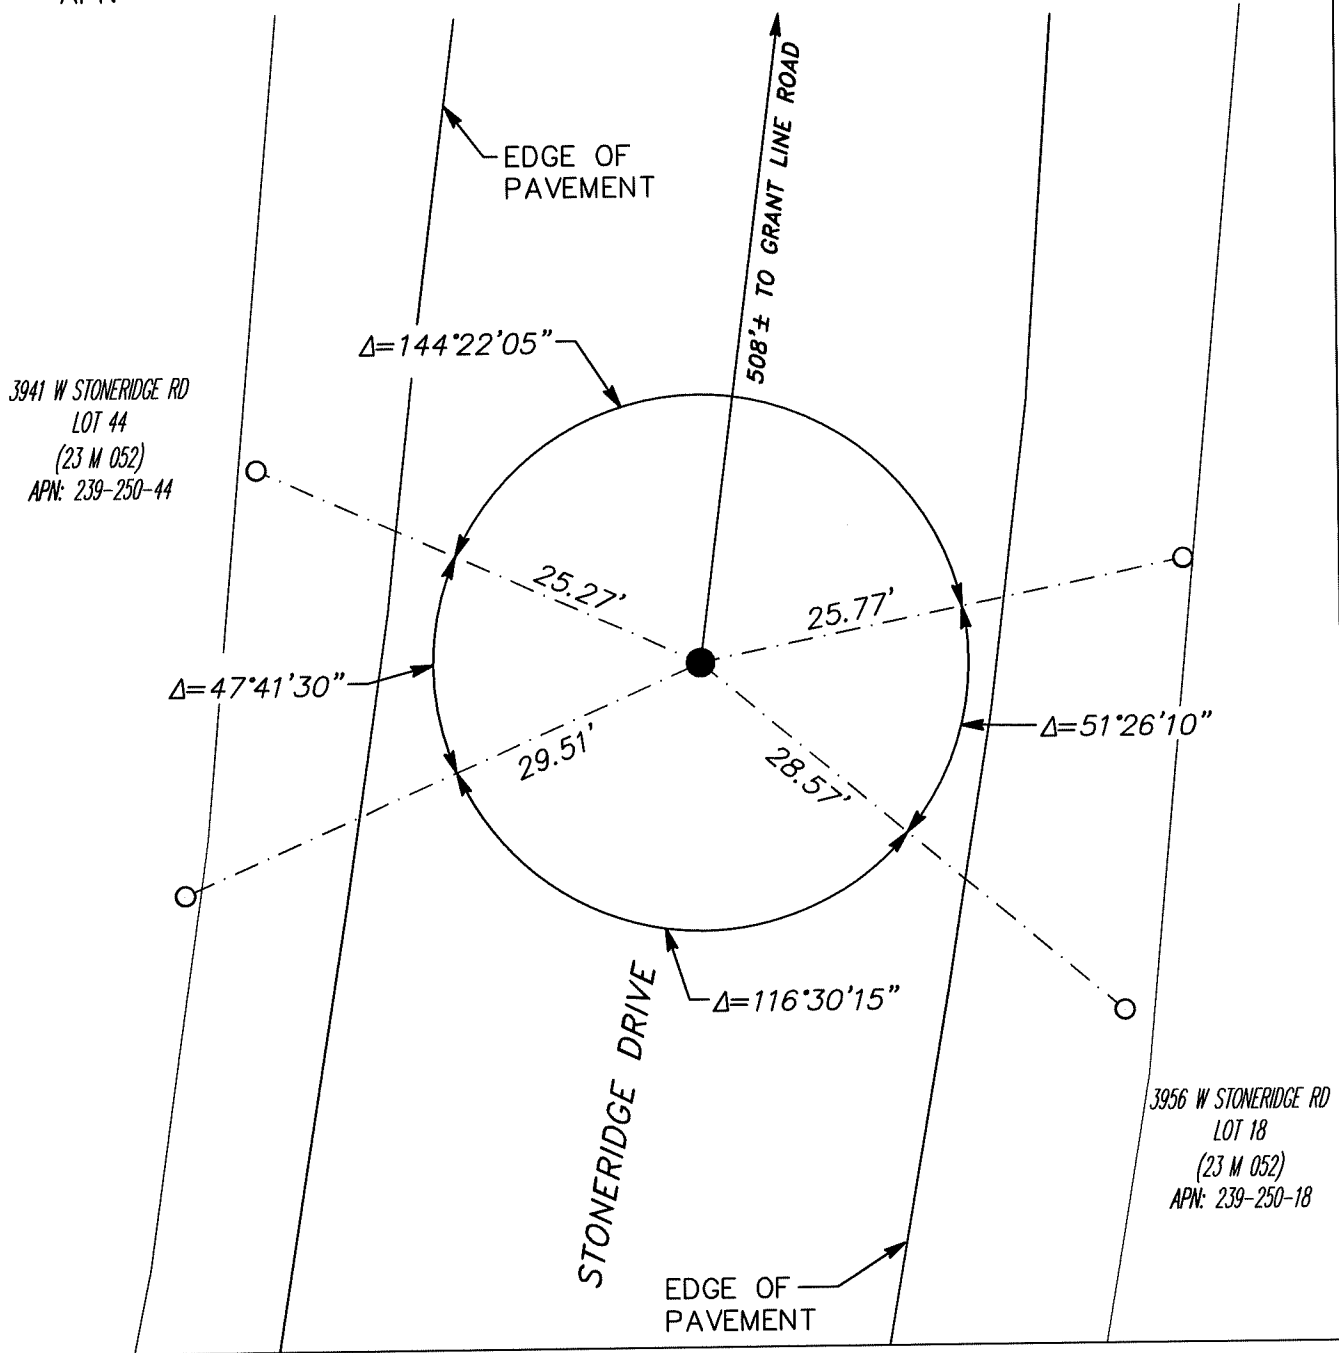 EDGE OF
PAVEMENT
508'± TO GRANT LINE ROAD
Δ=144°22'05"
3941 W STONERIDGE RD
LOT 44
(23 M 052)
APN: 239-250-44
25.27'
25.77'
Δ=47°41'30"
29.51'
28.57'
Δ=51°26'10"
Δ=116°30'15"
STONERIDGE DRIVE
3956 W STONERIDGE RD
LOT 18
(23 M 052)
APN: 239-250-18
EDGE OF
PAVEMENT